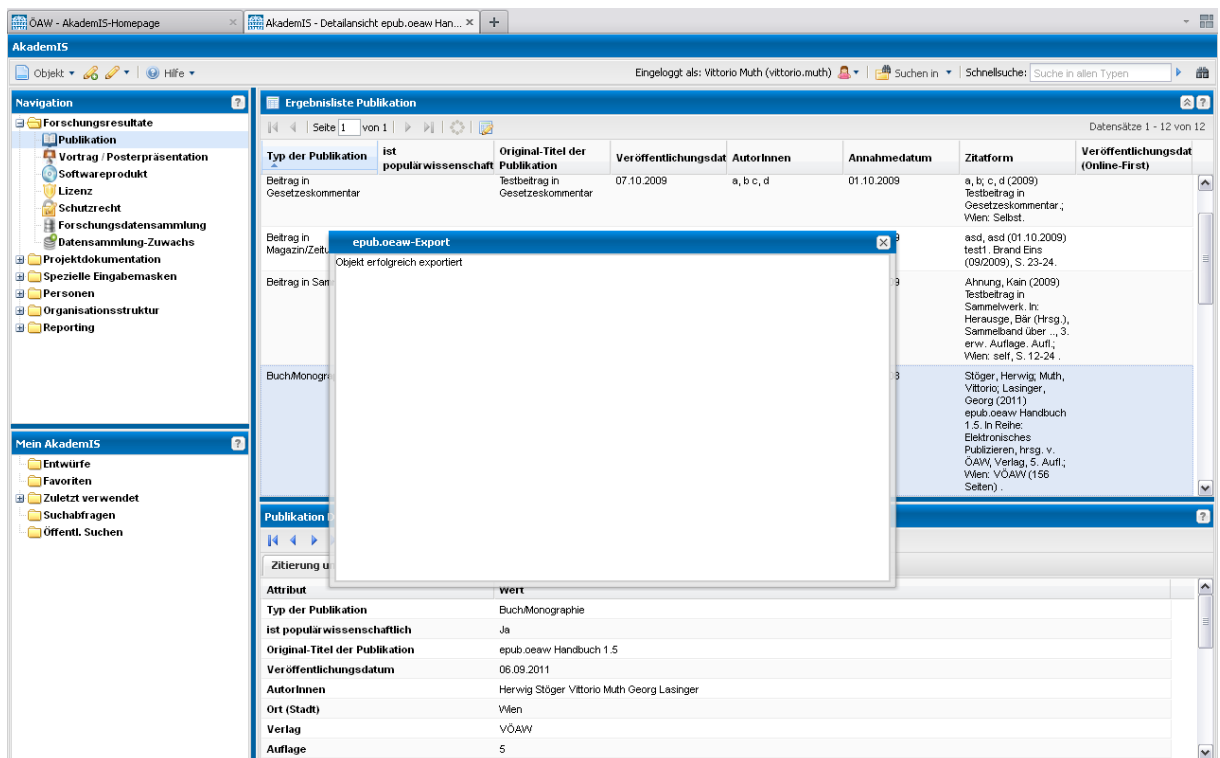 ÖAW - AkademIS-Homepage
AkademIS - Detailansicht epub.oeaw Han...
AkademIS
Objekt
Hilfe
Eingeloggt als: Vittorio Muth (vittorio.muth)
Suchen in
Schnellsuche: Suche in allen Typen
Navigation
Forschungsresultate
Publikation
Vortrag / Posterpräsentation
Softwareprodukt
Lizenz
Schutzrecht
Forschungsdatensammlung
Datensammlung-Zuwachs
Projektdokumentation
Spezielle Eingabemasken
Personen
Organisationsstruktur
Reporting
Mein AkademIS
Entwürfe
Favoriten
Zuletzt verwendet
Suchabfragen
Öffentl. Suchen
Ergebnisliste Publikation
Seite 1 von 1
Datensätze 1 - 12 von 12
Typ der Publikation
ist
populärwissenschaft
Original-Titel der
Publikation
Veröffentlichungsdat
AutorInnen
Annahmedatum
Zitatform
Veröffentlichungsdat
(Online-First)
Beitrag in
Gesetzeskommentar
Testbeitrag in
Gesetzeskommentar
07.10.2009
a, b c, d
01.10.2009
a, b; c, d (2009)
Testbeitrag in
Gesetzeskommentar.;
Wien: Selbst.
Beitrag in
Magazin/Zeitu
9
asd, asd (01.10.2009)
test1. Brand Eins
(09/2009), S. 23-24.
Beitrag in Sam
9
Ahnung, Kain (2009)
Testbeitrag in
Sammelwerk. In:
Herausge, Bär (Hrsg.),
Sammelband über .., 3.
erw. Auflage. Aufl.;
Wien: self, S. 12-24 .
Buch/Monogra
Stöger, Herwig; Muth,
Vittorio; Lasinger,
Georg (2011)
epub.oeaw Handbuch
1.5. In Reihe:
Elektronisches
Publizieren, hrsg. v.
ÖAW, Verlag, 5. Aufl.;
Wien: VÖAW (156
Seiten) .
epub.oeaw-Export
Objekt erfolgreich exportiert
Publikation D
Zitierung u
Attribut
Wert
Typ der Publikation
Buch/Monographie
ist populärwissenschaftlich
Ja
Original-Titel der Publikation
epub.oeaw Handbuch 1.5
Veröffentlichungsdatum
06.09.2011
AutorInnen
Herwig Stöger Vittorio Muth Georg Lasinger
Ort (Stadt)
Wien
Verlag
VÖAW
Auflage
5